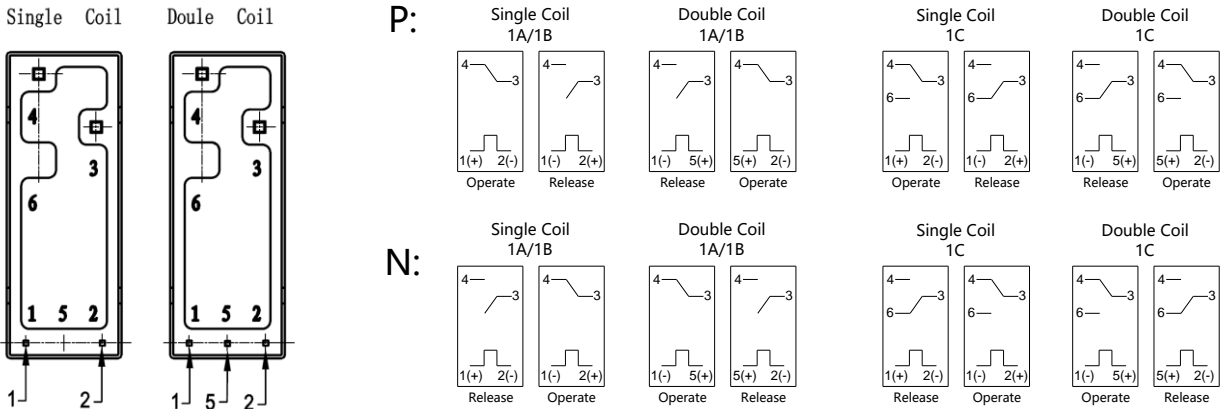 Single Coil
Doule Coil
4
3
6
1 5 2
1 2
4
3
6
1 5 2
1 5 2
P:
Single Coil
1A/1B
4 3
1(+) 2(-)
Operate
3
1(-) 2(+)
Release
Double Coil
1A/1B
4
3
1(-) 5(+)
Release
4 3
5(+) 2(-)
Operate
Single Coil
1C
4
3
6
1(+) 2(-)
Operate
4
3
6
1(-) 2(+)
Release
Double Coil
1C
4
3
6
1(-) 5(+)
Release
4
3
6
5(+) 2(-)
Operate
N:
Single Coil
1A/1B
4
3
1(+) 2(-)
Release
4
3
1(-) 2(+)
Operate
Double Coil
1A/1B
4
3
1(-) 5(+)
Operate
4
3
5(+) 2(-)
Release
Single Coil
1C
4
3
6
1(+) 2(-)
Release
4
3
6
1(-) 2(+)
Operate
Double Coil
1C
4
3
6
1(-) 5(+)
Operate
4
3
6
5(+) 2(-)
Release